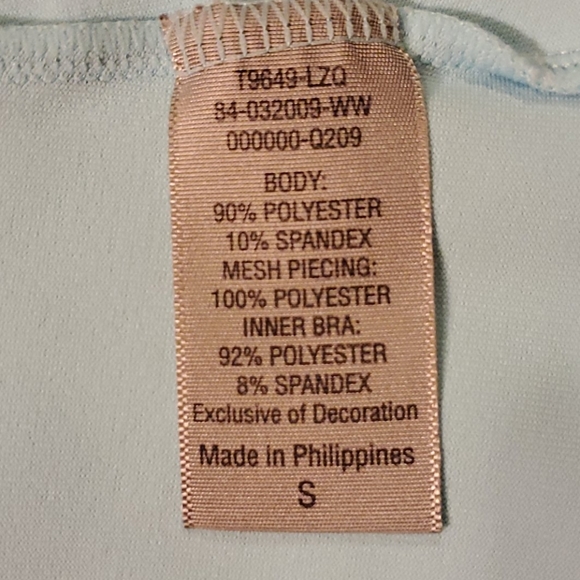 T9649-LZQ
84-032009-WW
000000-Q209
BODY:
90% POLYESTER
10% SPANDEX
MESH PIECING:
100% POLYESTER
INNER BRA:
92% POLYESTER
8% SPANDEX
Exclusive of Decoration
Made in Philippines
S